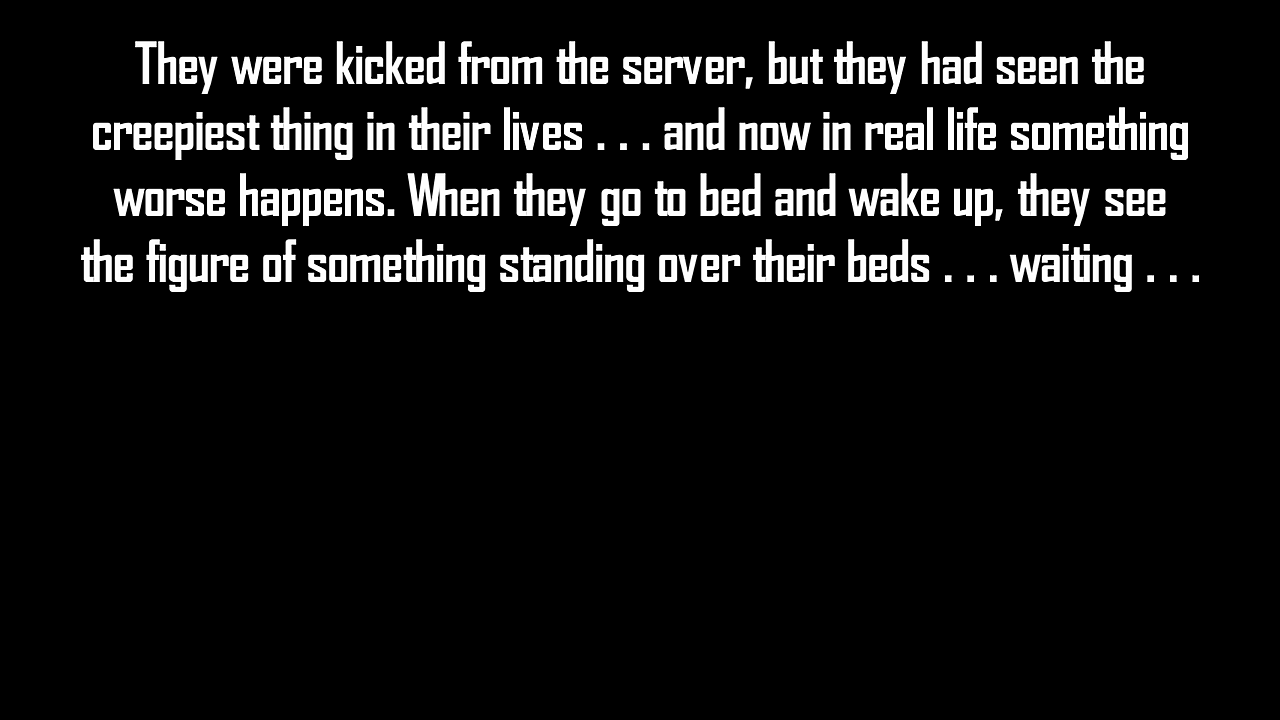 They were kicked from the server, but they had seen the
creepiest thing in their lives . . . and now in real life something
worse happens. When they go to bed and wake up, they see
the figure of something standing over their beds . . . waiting . . .